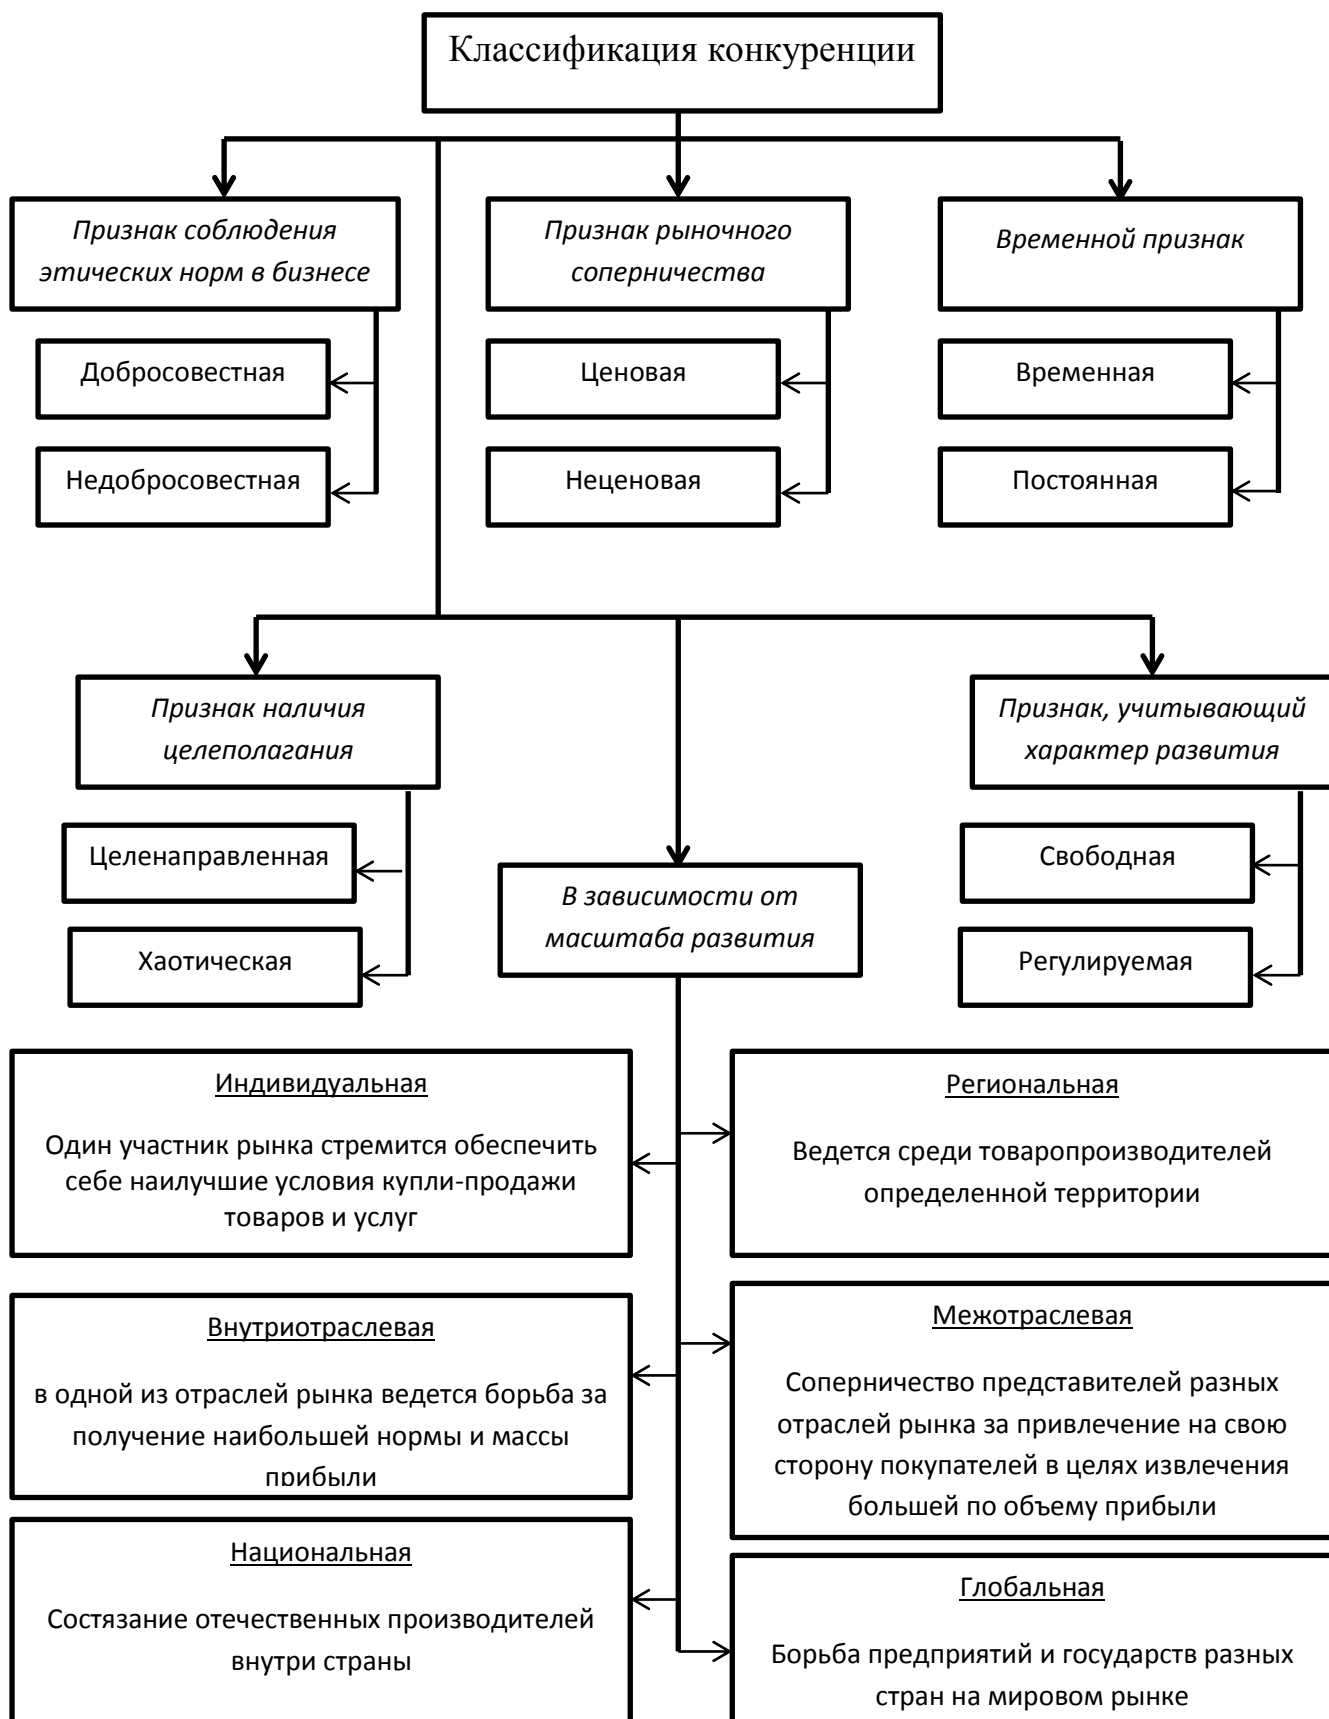 Классификация конкуренции
Признак соблюдения
этических норм в бизнесе
Признак рыночного
соперничества
Временной признак
Добросовестная
Ценовая
Временная
Недобросовестная
Неценовая
Постоянная
Признак наличия
целеполагания
Признак, учитывающий
характер развития
Целенаправленная
Свободная
В зависимости от
масштаба развития
Хаотическая
Регулируемая
Индивидуальная
Один участник рынка стремится обеспечить
себе наилучшие условия купли-продажи
товаров и услуг
Региональная
Ведется среди товаропроизводителей
определенной территории
Внутриотраслевая
в одной из отраслей рынка ведется борьба за
получение наибольшей нормы и массы
прибыли
Межотраслевая
Соперничество представителей разных
отраслей рынка за привлечение на свою
сторону покупателей в целях извлечения
большей по объему прибыли
Национальная
Состязание отечественных производителей
внутри страны
Глобальная
Борьба предприятий и государств разных
стран на мировом рынке